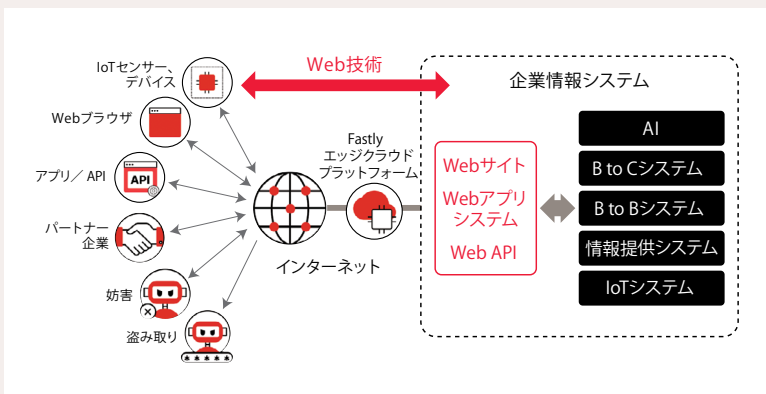 IoTセンサー、
デバイス
Webブラウザ
アプリ／ API
API
パートナー
企業
妨害
盗み取り
インターネット
Web技術
Fastly
エッジクラウド
プラットフォーム
企業情報システム
Webサイト
Webアプリ
システム
Web API
AI
B to Cシステム
B to Bシステム
情報提供システム
IoTシステム